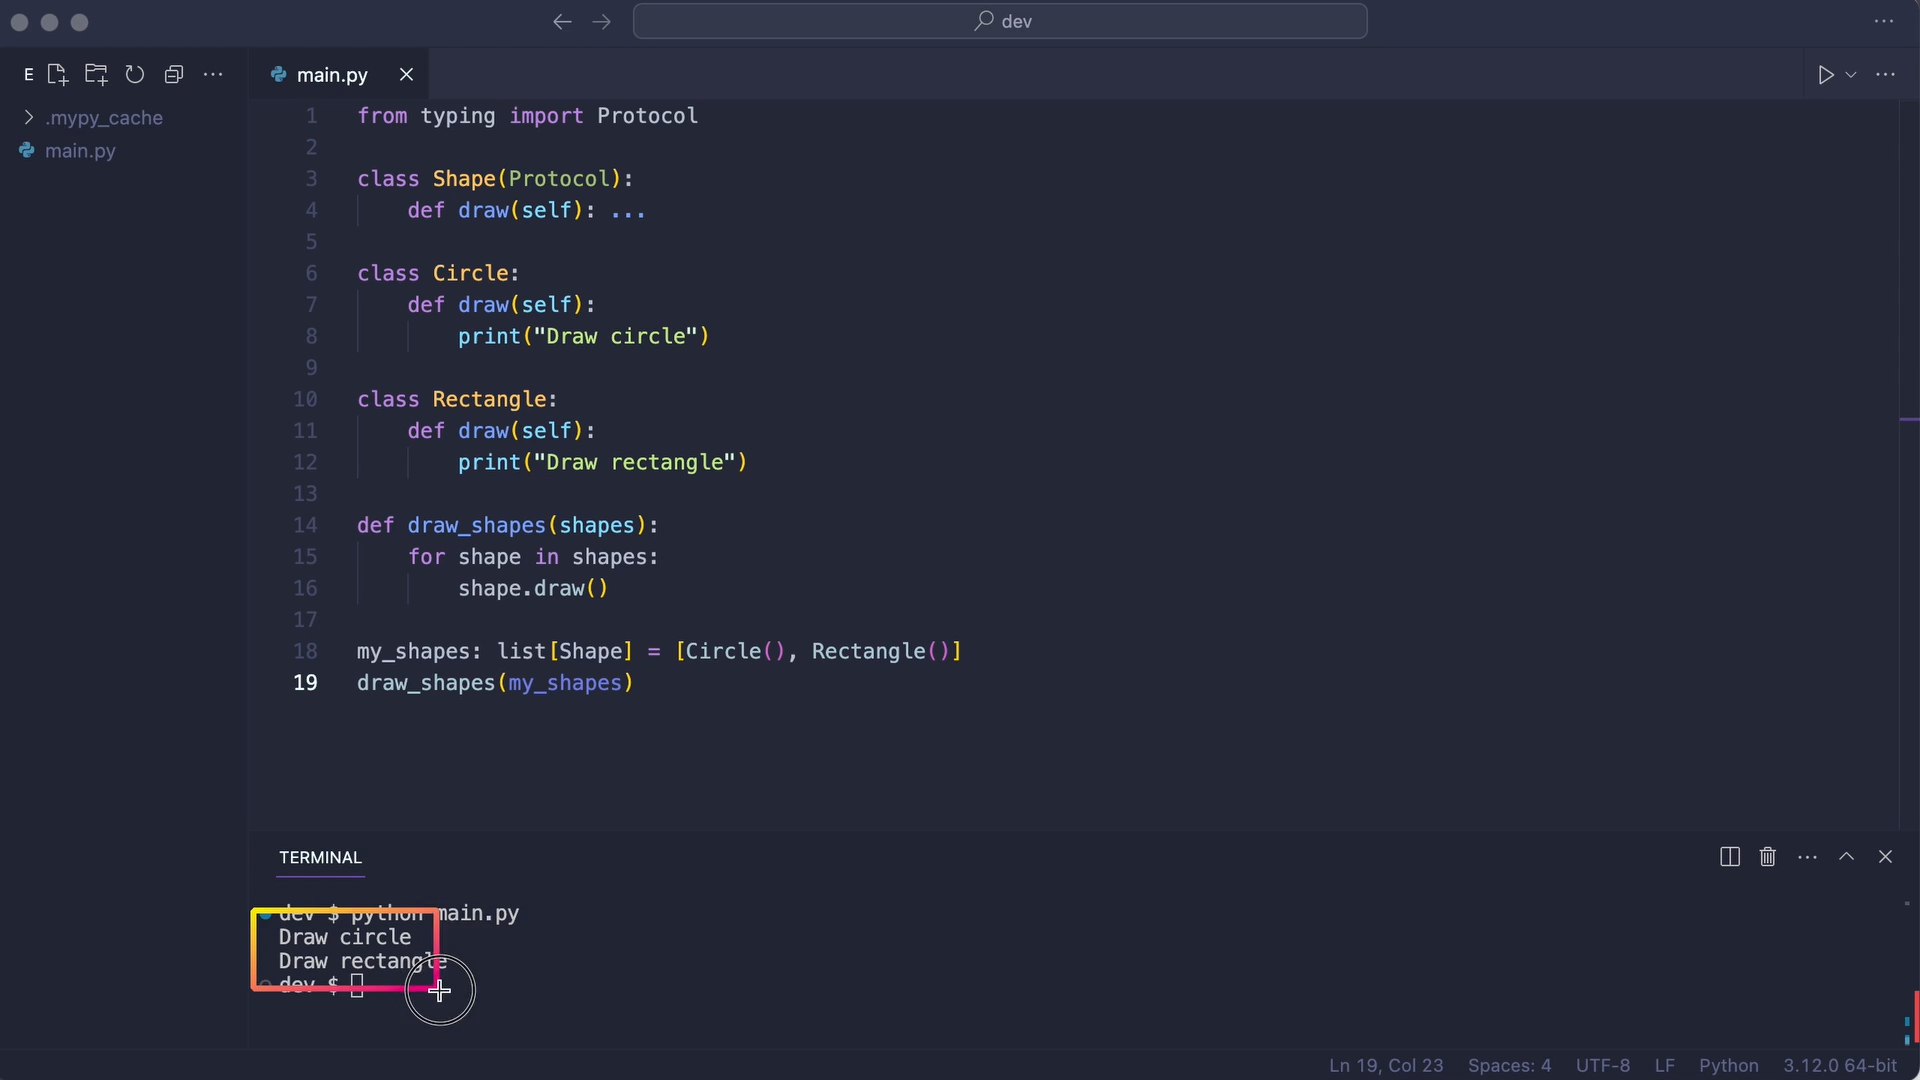 dev
E
main.py
.mypy_cache
main.py
1 from typing import Protocol
2
3 class Shape(Protocol):
4 def draw(self): ...
5
6 class Circle:
7 def draw(self):
8 print("Draw circle")
9
10 class Rectangle:
11 def draw(self):
12 print("Draw rectangle")
13
14 def draw_shapes(shapes):
15 for shape in shapes:
16 shape.draw()
17
18 my_shapes: list[Shape] = [Circle(), Rectangle()]
19 draw_shapes(my_shapes)
TERMINAL
dev $ python main.py
Draw circle
Draw rectangle
dev $
Ln 19, Col 23 Spaces: 4 UTF-8 LF Python 3.12.0 64-bit